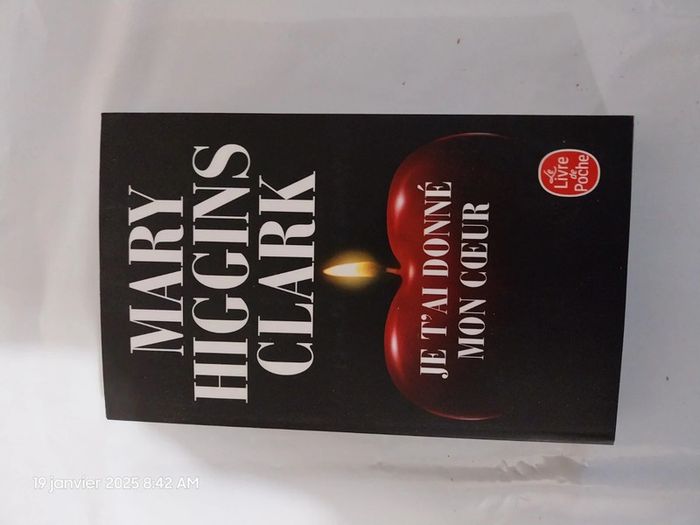 MARY
HIGGINS
CLARK
JE T'AI DONNÉ
MON CŒUR
Le
Livre
de
Poche
19 janvier 2025 8:42 AM